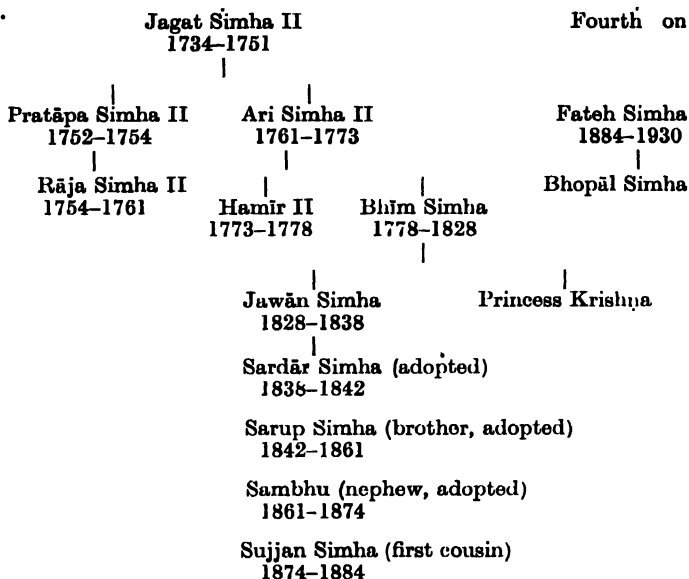 Jagat Simha II Fourth on
1734–1751
Pratāpa Simha II Ari Simha II Fateh Simha
1752–1754 1761–1773 1884–1930
Rāja Simha II Bhopāl Simha
1754–1761 Hamīr II Bhīm Simha
1773–1778 1778–1828
Jawān Simha Princess Krishṇa
1828–1838
Sardār Simha (adopted)
1838–1842
Sarup Simha (brother, adopted)
1842–1861
Sambhu (nephew, adopted)
1861–1874
Sujjan Simha (first cousin)
1874–1884